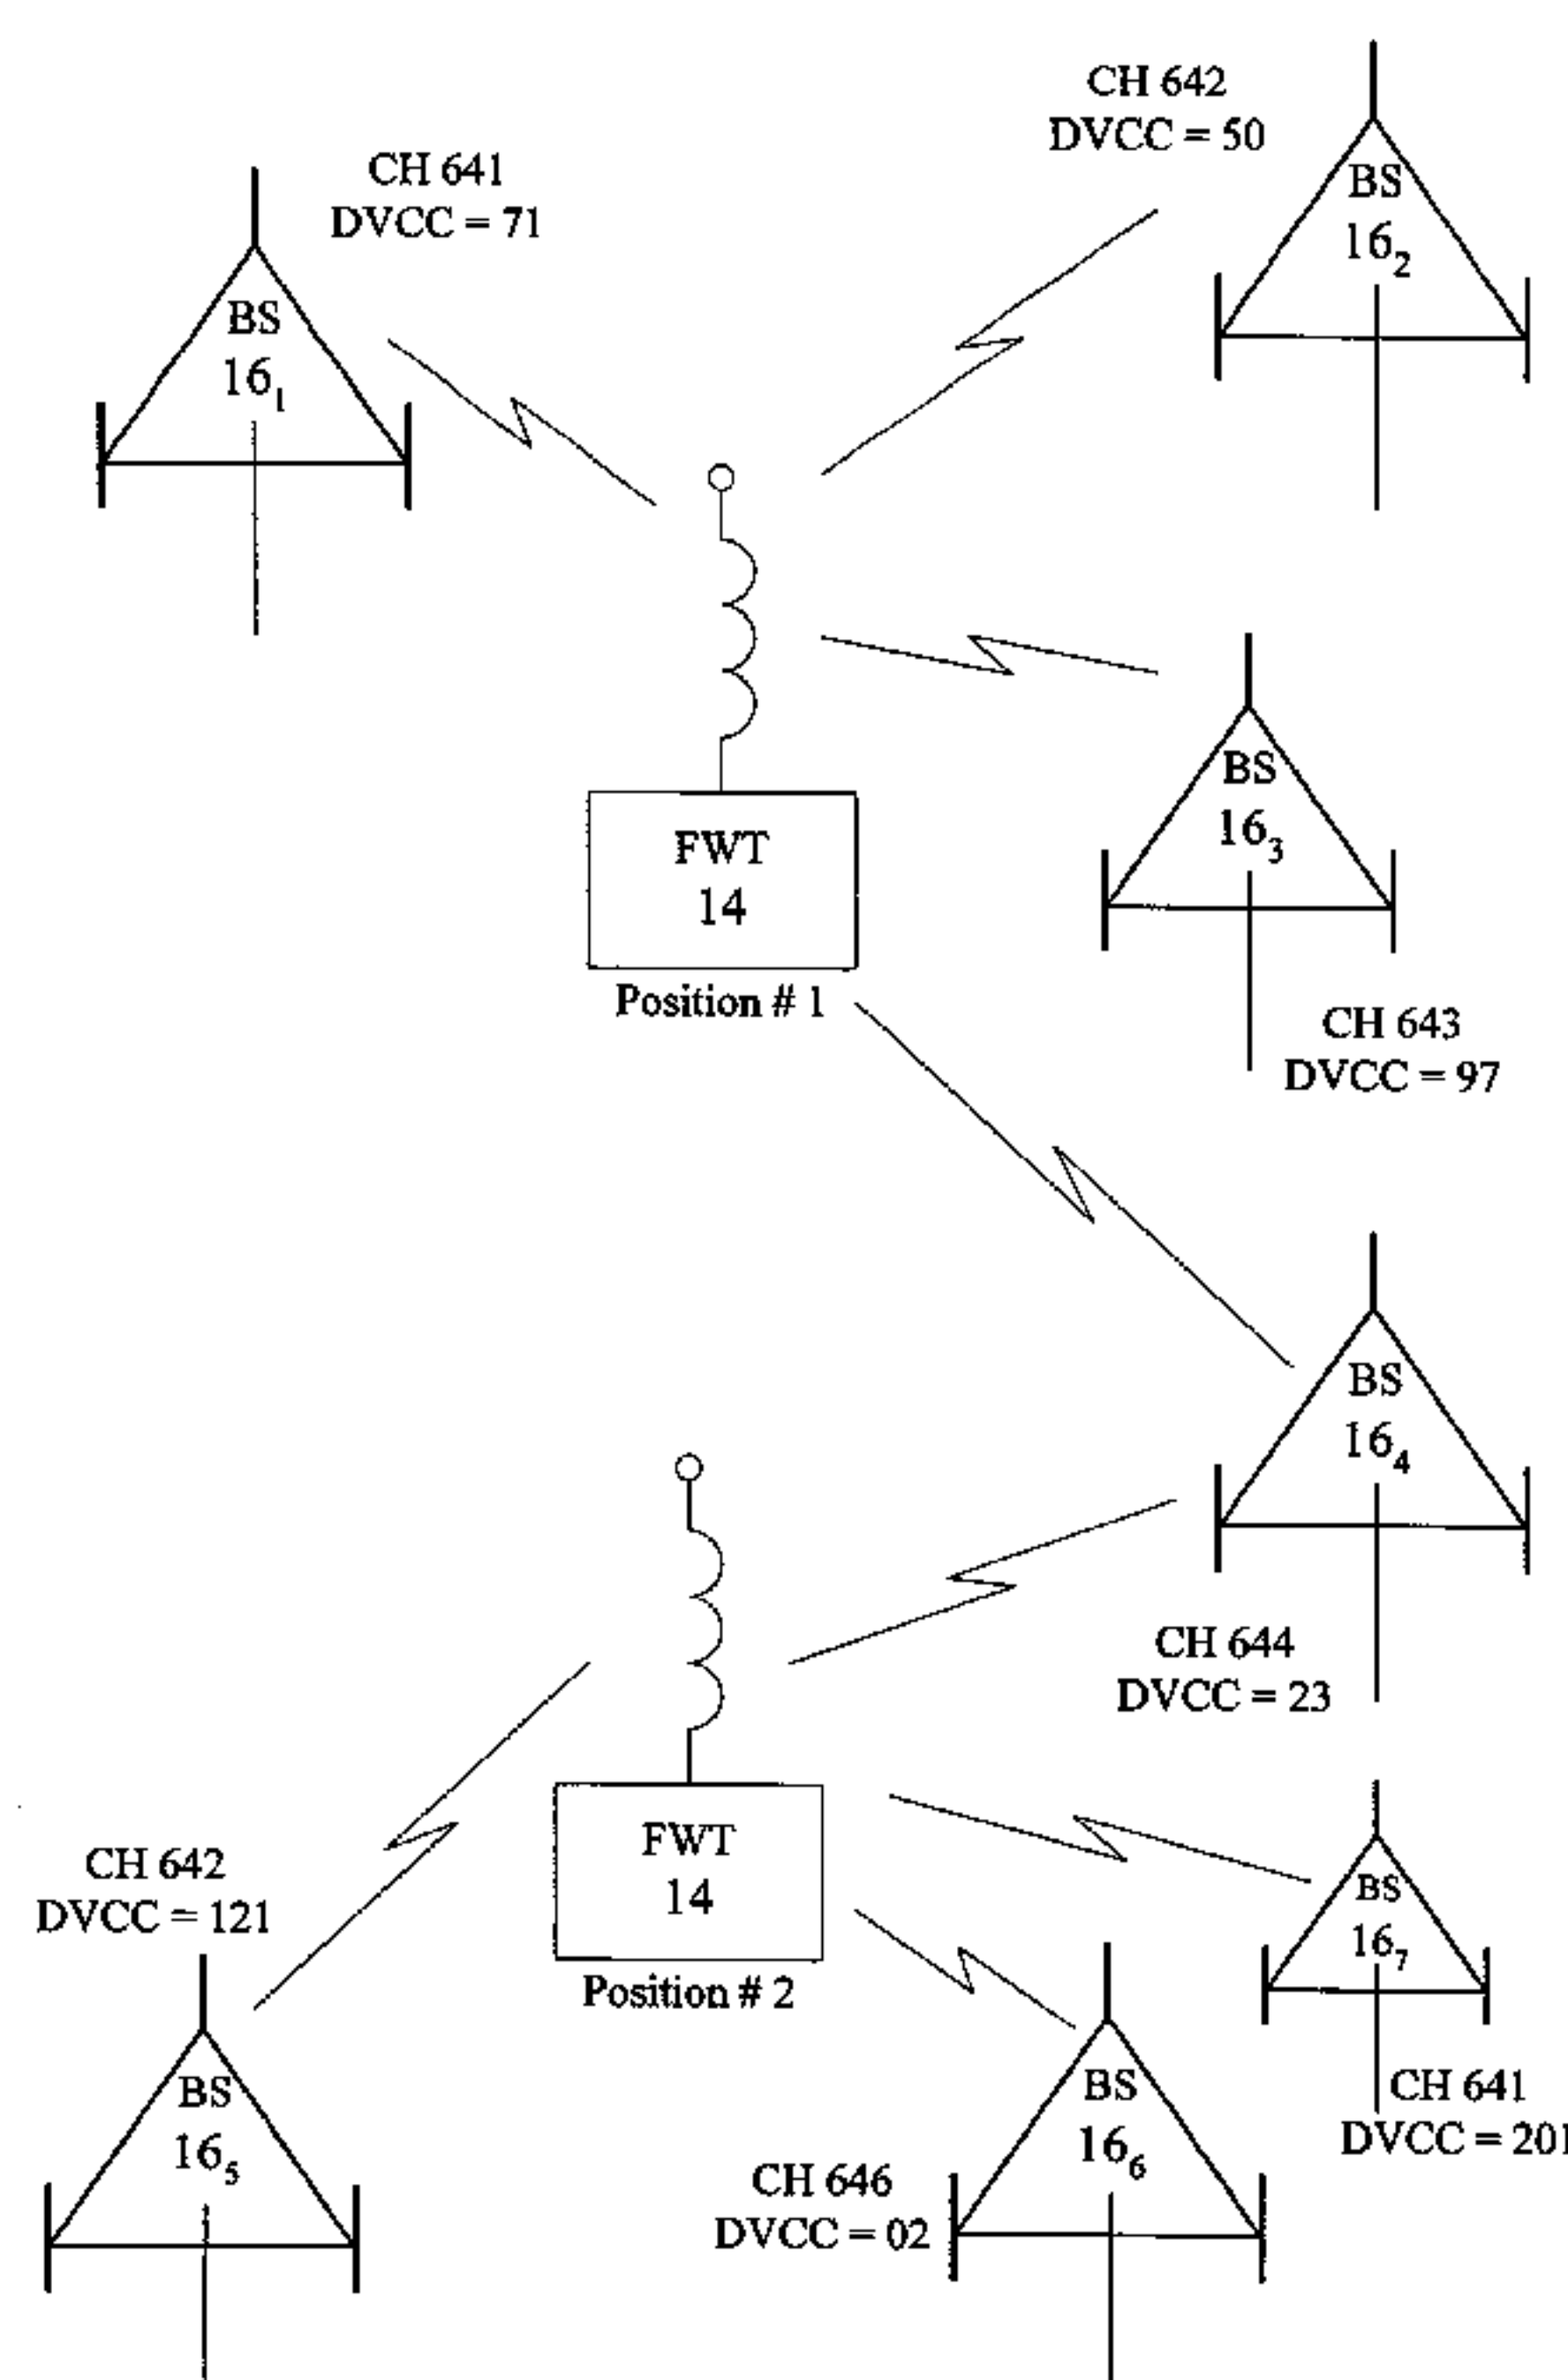 CH 642
DVCC = 50
BS
16₂
CH 641
DVCC = 71
BS
16₁
BS
16₃
FWT
14
Position # 1
CH 643
DVCC = 97
BS
16₄
CH 644
DVCC = 23
FWT
14
Position # 2
CH 642
DVCC = 121
BS
16₇
CH 641
DVCC = 201
BS
16₅
BS
16₆
CH 646
DVCC = 02